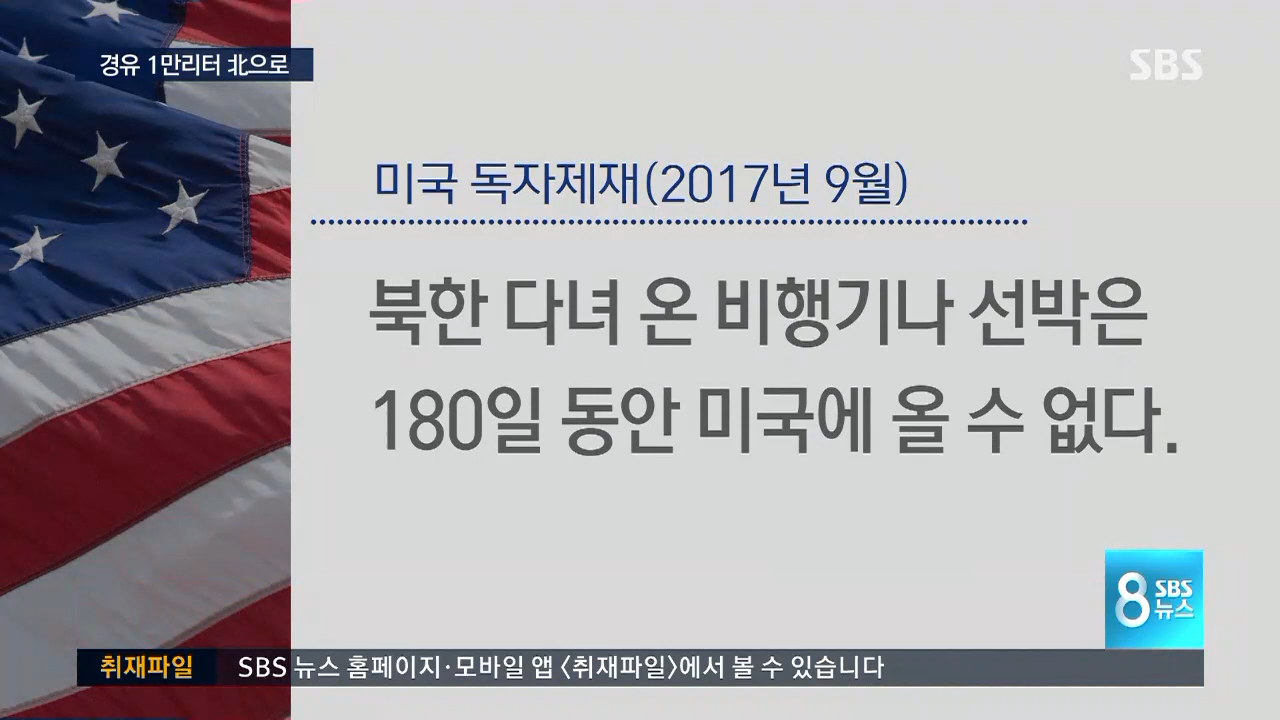 경유 1만리터 北으로
SBS
미국 독자제재(2017년 9월)
북한 다녀 온 비행기나 선박은
180일 동안 미국에 올 수 없다.
8 SBS 뉴스
취재파일 SBS 뉴스 홈페이지·모바일 앱 <취재파일>에서 볼 수 있습니다